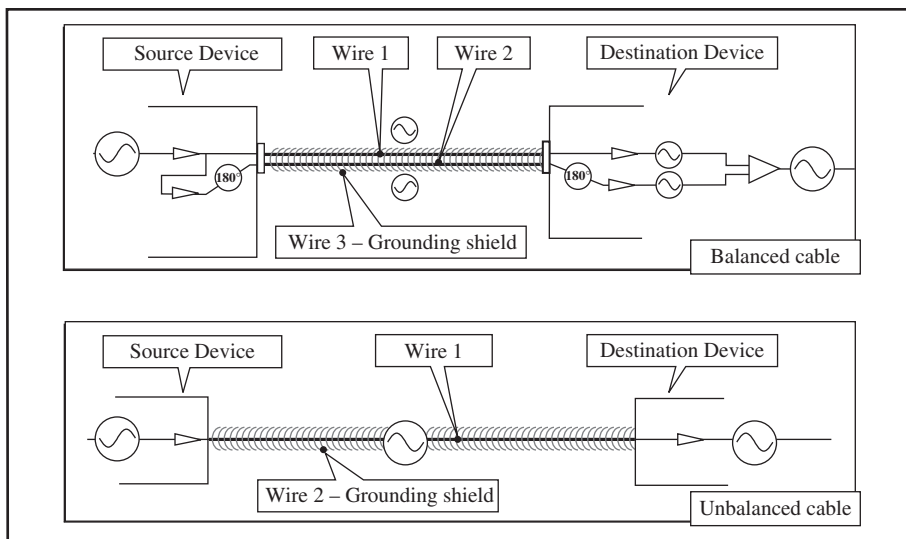 Source Device
Wire 1
Wire 2
Destination Device
180°
180°
Wire 3 – Grounding shield
Balanced cable
Source Device
Wire 1
Destination Device
Wire 2 – Grounding shield
Unbalanced cable